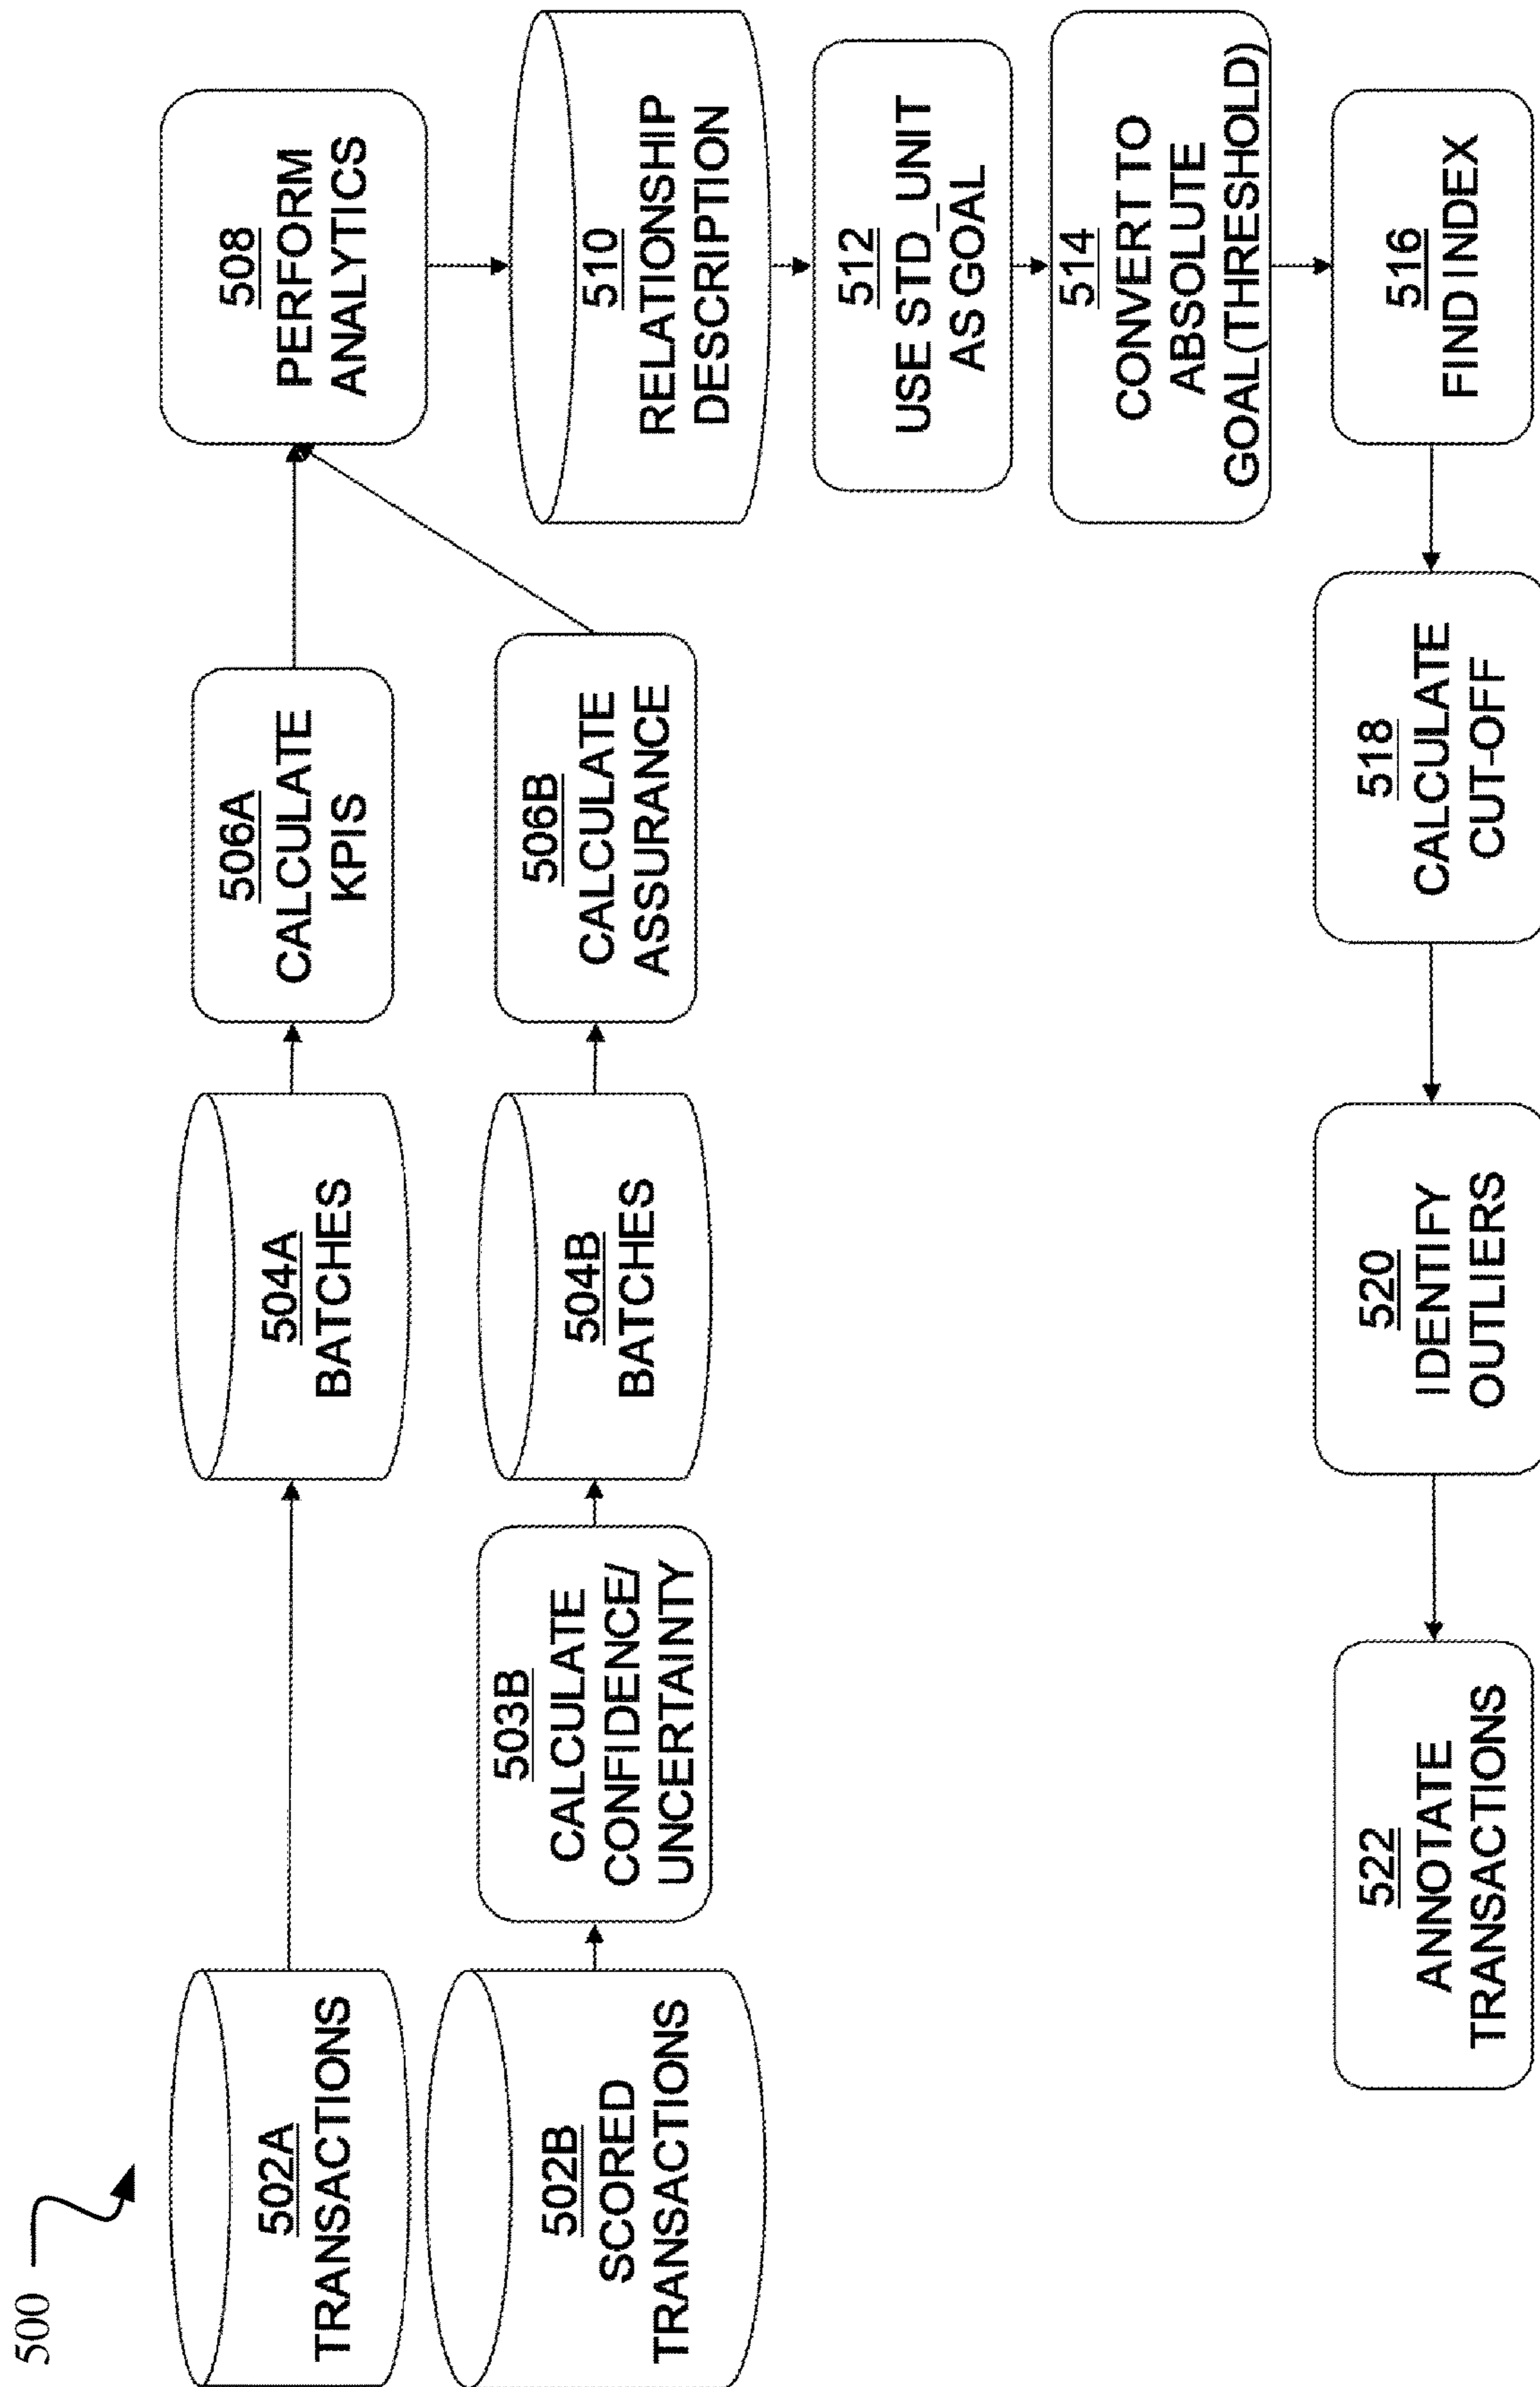 500
502A
TRANSACTIONS
504A
BATCHES
506A
CALCULATE
KPIS
502B
SCORED
TRANSACTIONS
503B
CALCULATE
CONFIDENCE/
UNCERTAINTY
504B
BATCHES
506B
CALCULATE
ASSURANCE
508
PERFORM
ANALYTICS
510
RELATIONSHIP
DESCRIPTION
512
USE STD_UNIT
AS GOAL
514
CONVERT TO
ABSOLUTE
GOAL(THRESHOLD)
516
FIND INDEX
518
CALCULATE
CUT-OFF
520
IDENTIFY
OUTLIERS
522
ANNOTATE
TRANSACTIONS